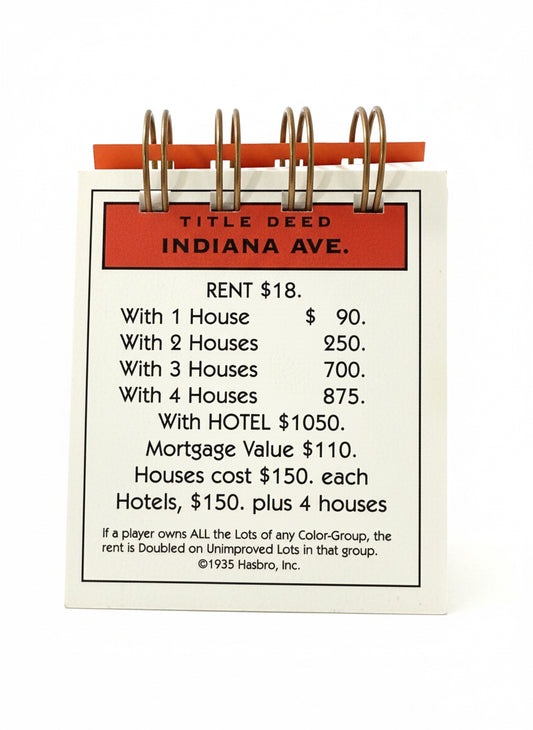 TITLE DEED
INDIANA AVE.
RENT $18.
With 1 House $ 90.
With 2 Houses 250.
With 3 Houses 700.
With 4 Houses 875.
With HOTEL $1050.
Mortgage Value $110.
Houses cost $150. each
Hotels, $150. plus 4 houses
If a player owns ALL the Lots of any Color-Group, the
rent is Doubled on Unimproved Lots in that group.
©1935 Hasbro, Inc.